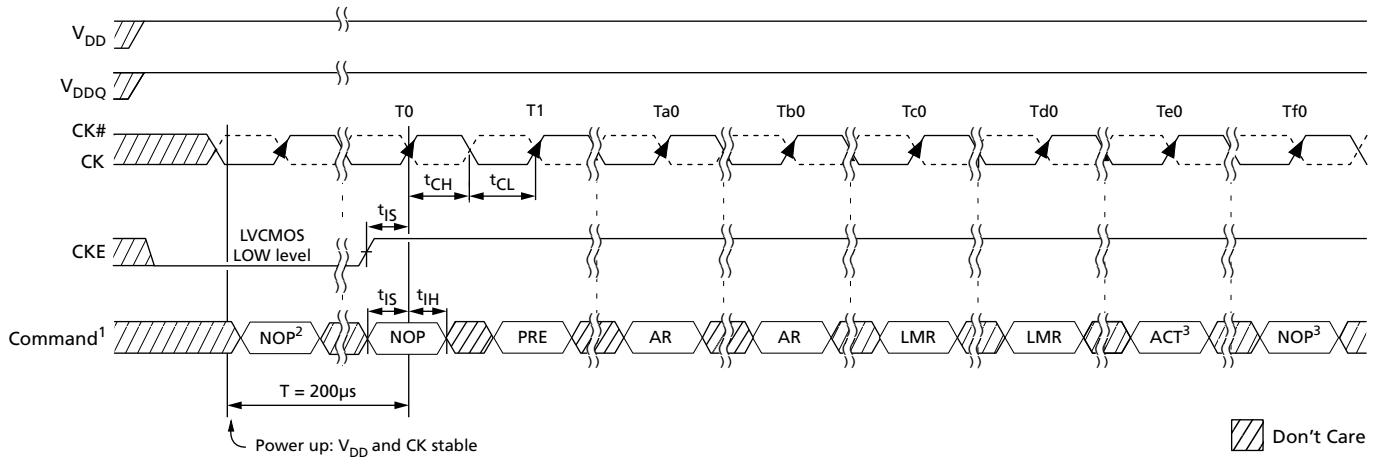 VDD
VDDQ
T0 T1 Ta0 Tb0 Tc0 Td0 Te0 Tf0
CK#
CK
tCH tCL
tIS
CKE
LVCMOS
LOW level
tIS tIH
Command1 NOP2 NOP PRE AR AR LMR LMR ACT3 NOP3
T = 200µs
Power up: VDD and CK stable
Don't Care